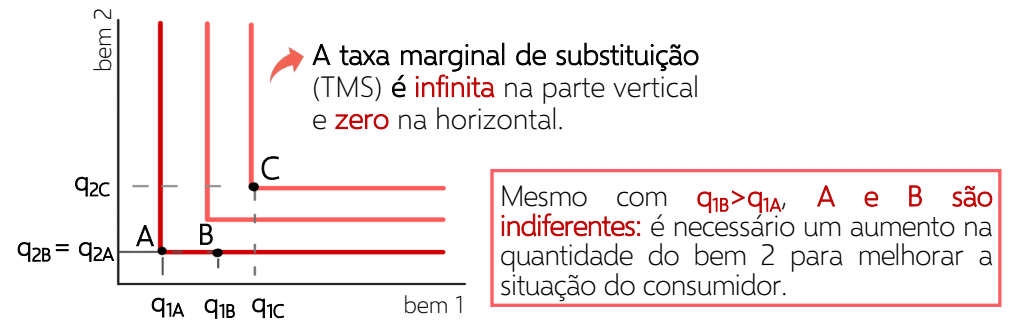 bem 2
A taxa marginal de substituição
(TMS) é infinita na parte vertical
e zero na horizontal.
C
q2C
A
B
q2B = q2A
q1A
q1B
q1C
bem 1
Mesmo com q1B>q1A, A e B são
indiferentes: é necessário um aumento na
quantidade do bem 2 para melhorar a
situação do consumidor.